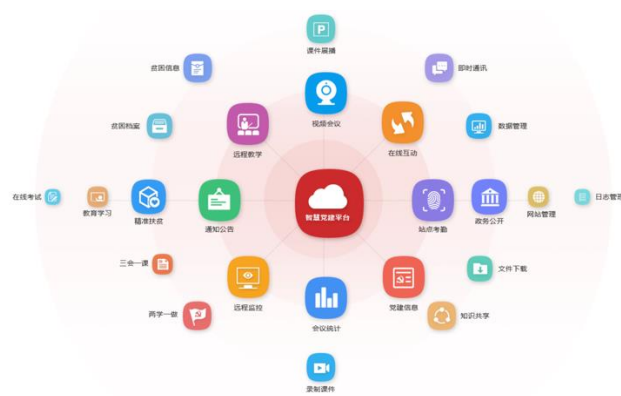 P
课件展播
贫困信息
即时通讯
视频会议
贫困档案
远程教学
在线互动
数据管理
在线考试
教育学习
精准扶贫
通知公告
智慧党建平台
站点考勤
政务公开
网站管理
日志管理
三会一课
文件下载
两学一做
远程监控
会议统计
党建信息
知识共享
录制课件